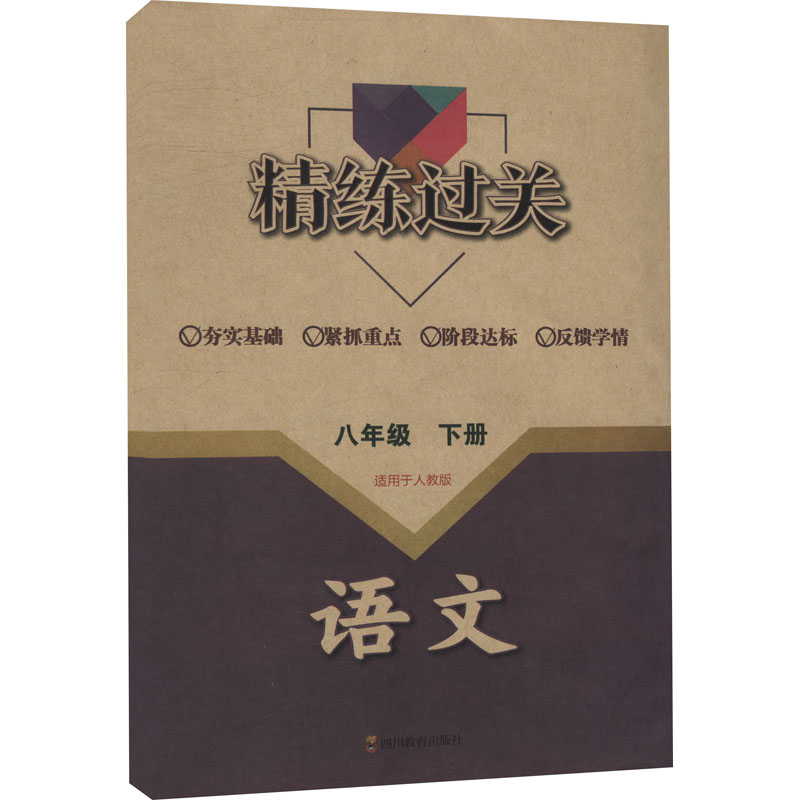 精练过关
夯实基础 紧抓重点 阶段达标 反馈学情
八年级 下册
适用于人教版
语文
四川教育出版社